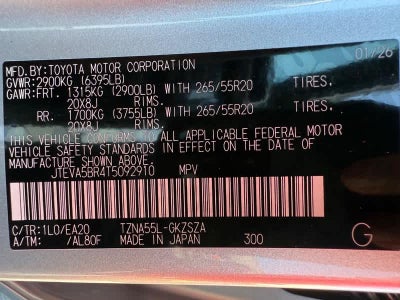 MFD.BY:TOYOTA MOTOR CORPORATION 01/26
GVWR:2900KG (6395LB)
GAWR:FRT. 1315KG (2900LB) WITH 265/55R20 TIRES.
20X8J RIMS.
RR. 1700KG (3755LB) WITH 265/55R20 TIRES.
20X8J RIMS.
THIS VEHICLE CONFORMS TO ALL APPLICABLE FEDERAL MOTOR
VEHICLE SAFETY STANDARDS IN EFFECT ON THE DATE OF
MANUFACTURE SHOWN ABOVE.
JTEVA5BR4T5092910 MPV
C/TR:1L0/EA20 TZNA55L-GKZSZA
A/TM: /AL80F MADE IN JAPAN 300 G